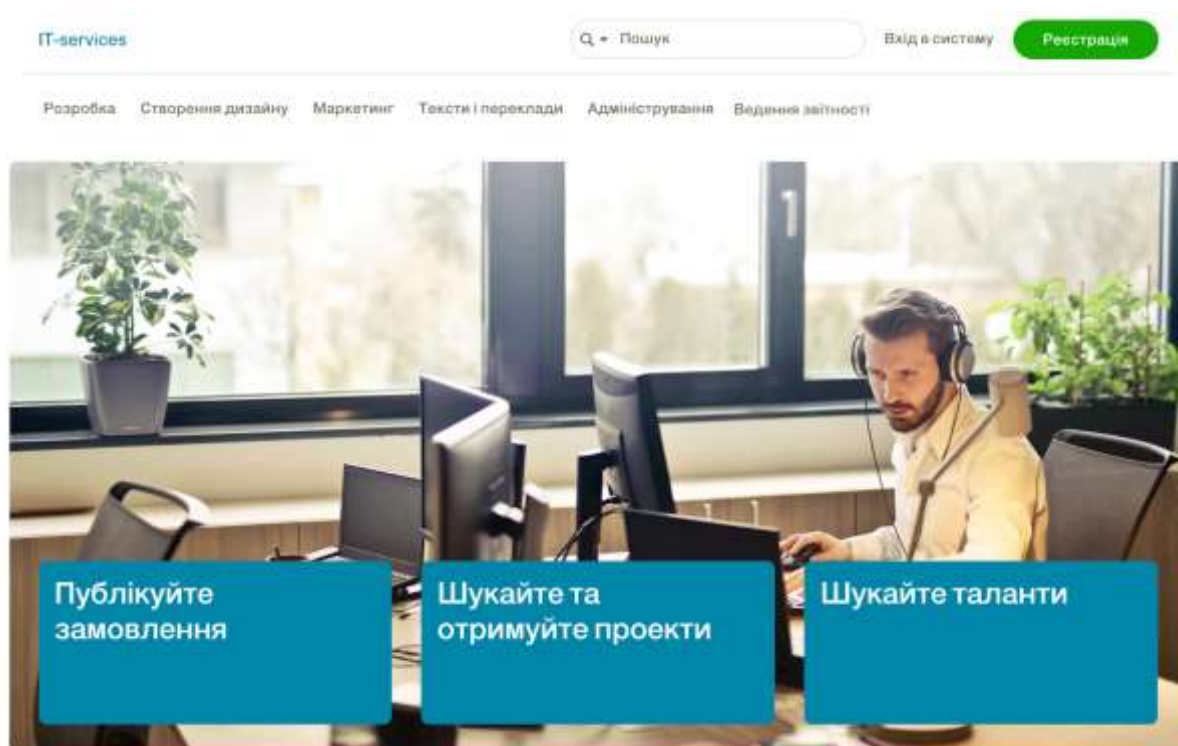 IT-services
Пошук
Вхід в систему
Реєстрація
Розробка Створення дизайну Маркетинг Тексти і переклади Адміністрування Ведення звітності
Публікуйте
замовлення
Шукайте та
отримуйте проекти
Шукайте таланти